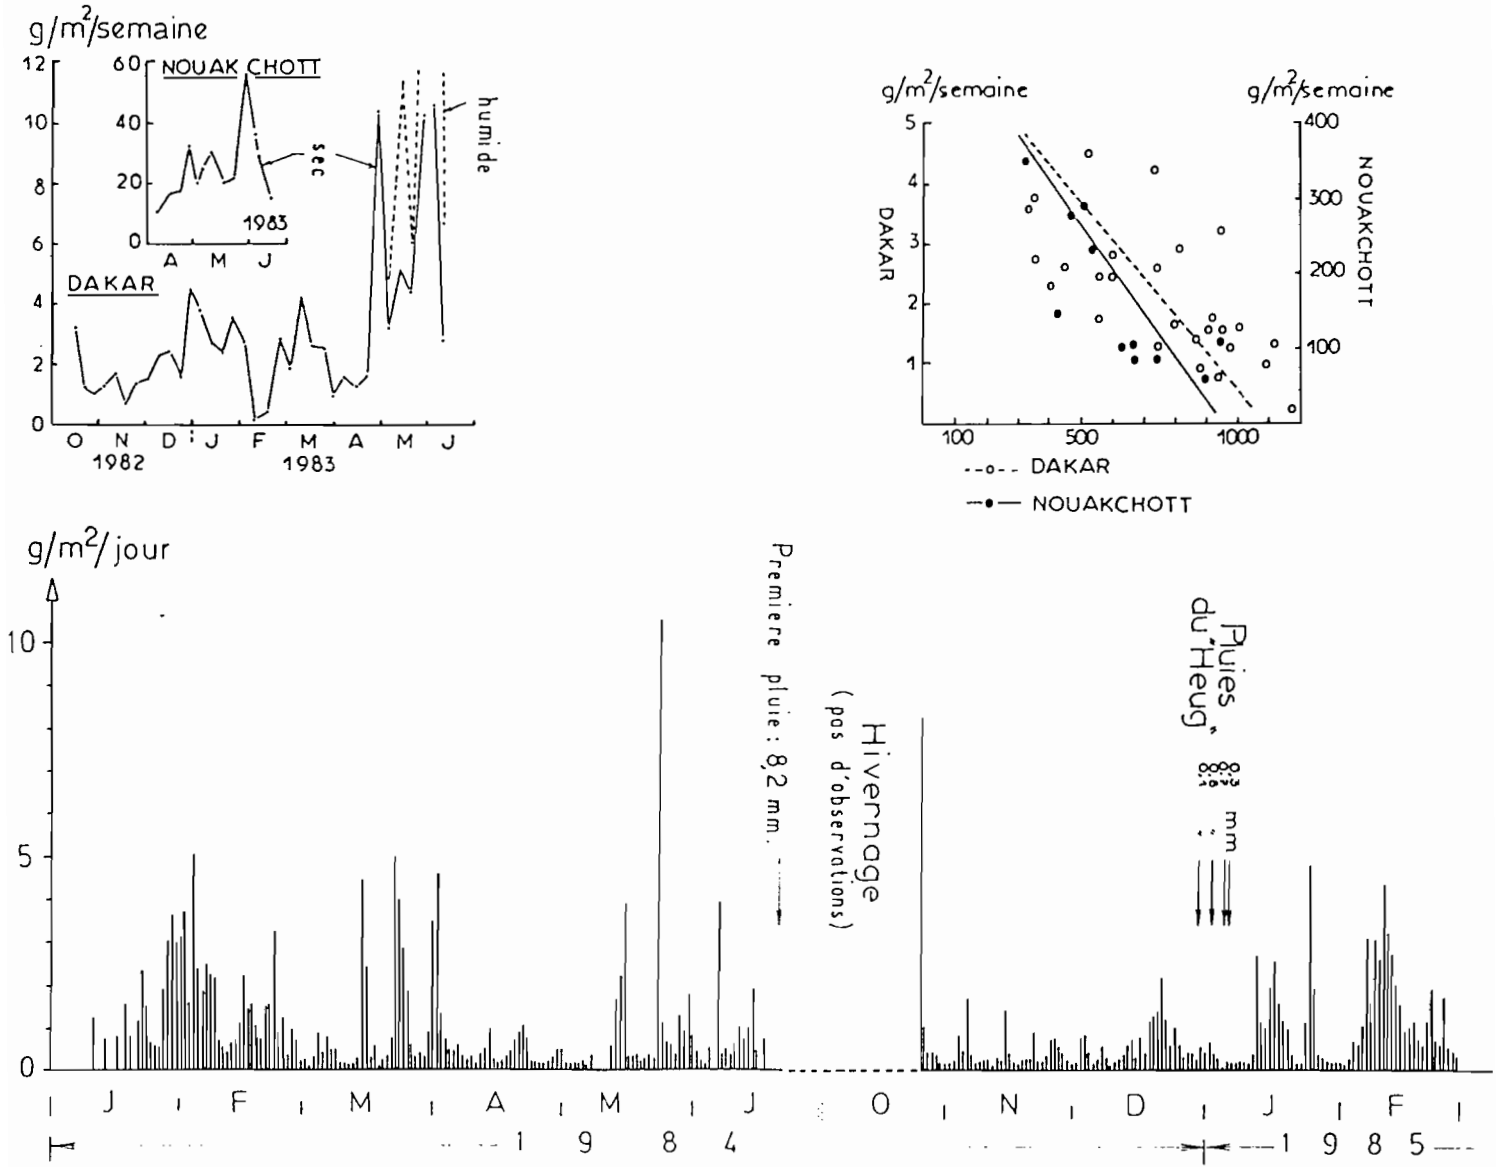 g/m²/semaine
12
10
8
6
4
2
0
60
40
20
0
NOUAKCHOTT
sec
humide
1983
A M J
DAKAR
O N D J F M A M J
1982 1983
g/m²/semaine
g/m²/semaine
5
4
3
2
1
DAKAR
400
300
200
100
NOUAKCHOTT
100 500 1000
--o-- DAKAR
—●— NOUAKCHOTT
g/m²/jour
10
5
0
Premiere pluie : 8,2 mm.
Hivernage
(pas d'observations)
Pluies
du "Heug"
mm
J F M A M J O N D J F
1 9 8 4 1 9 8 5